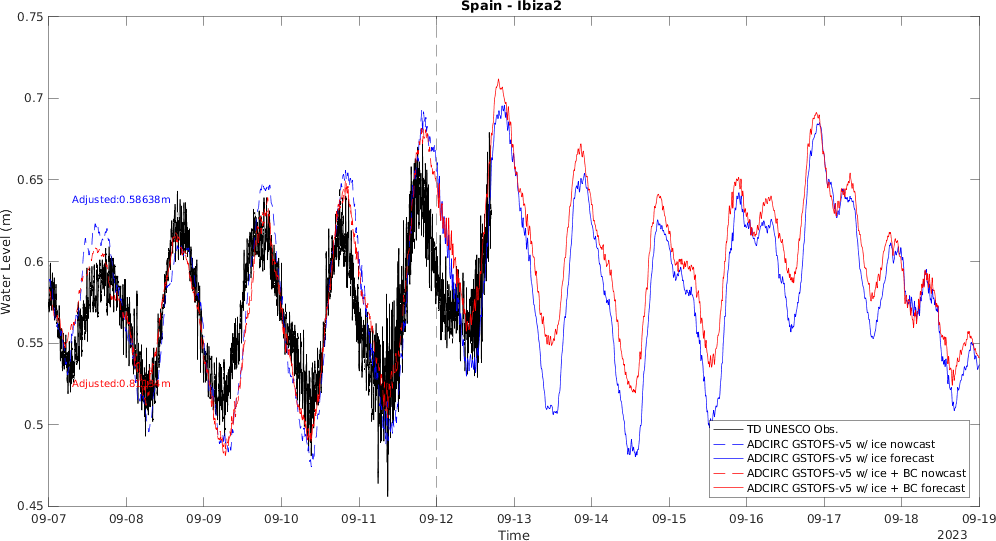 Spain - Ibiza2
0.75
0.7
0.65
0.6
0.55
0.5
0.45
Water Level (m)
Adjusted:0.58638m
TD UNESCO Obs.
ADCIRC GSTOFS-v5 w/ ice nowcast
ADCIRC GSTOFS-v5 w/ ice forecast
ADCIRC GSTOFS-v5 w/ ice + BC nowcast
ADCIRC GSTOFS-v5 w/ ice + BC forecast
09-07 09-08 09-09 09-10 09-11 09-12 09-13 09-14 09-15 09-16 09-17 09-18 09-19
Time
2023